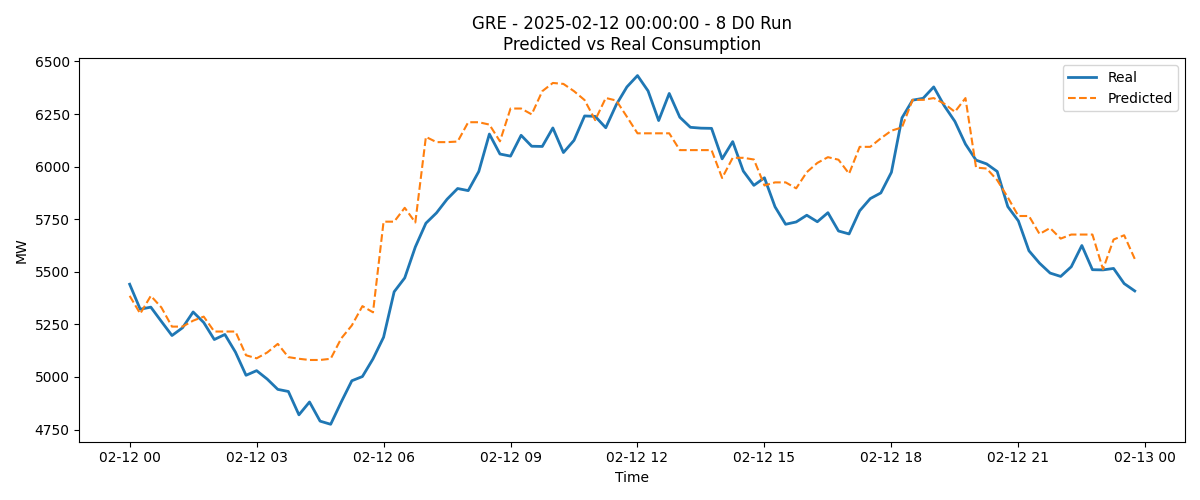 GRE - 2025-02-12 00:00:00 - 8 D0 Run
Predicted vs Real Consumption
6500
6250
6000
5750
5500
5250
5000
4750
MW
Real
Predicted
02-12 00
02-12 03
02-12 06
02-12 09
02-12 12
02-12 15
02-12 18
02-12 21
02-13 00
Time